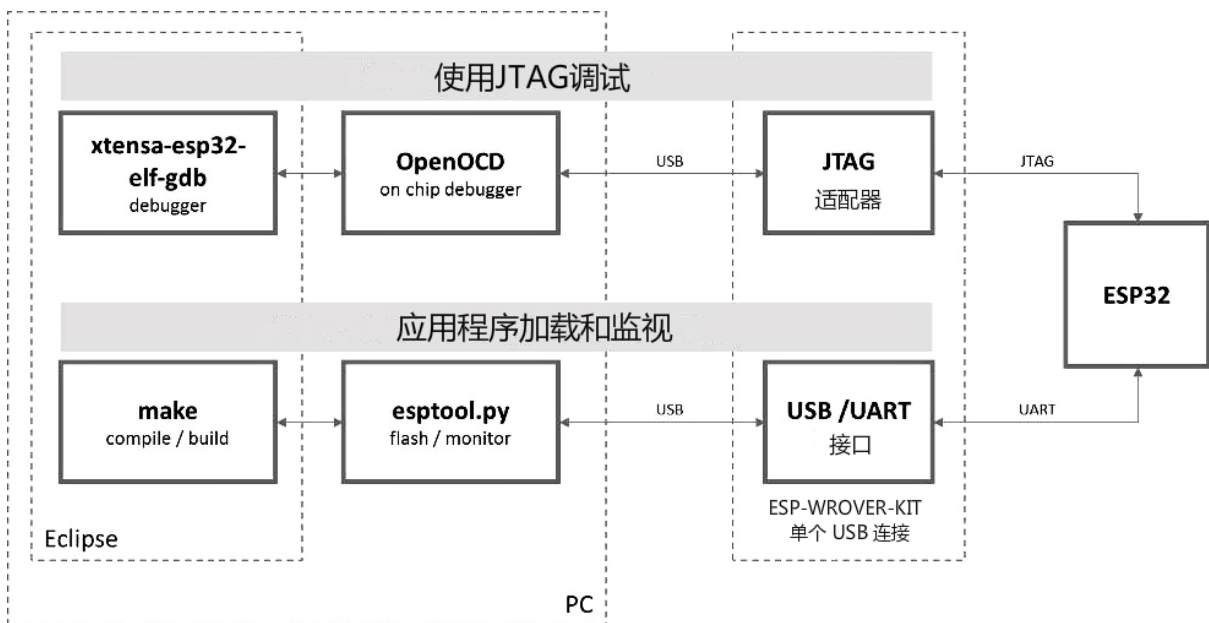 使用JTAG调试
xtensa-esp32-
elf-gdb
debugger
OpenOCD
on chip debugger
USB
JTAG
适配器
JTAG
ESP32
应用程序加载和监视
make
compile / build
esptool.py
flash / monitor
USB
USB /UART
接口
UART
ESP-WROVER-KIT
单个 USB 连接
Eclipse
PC